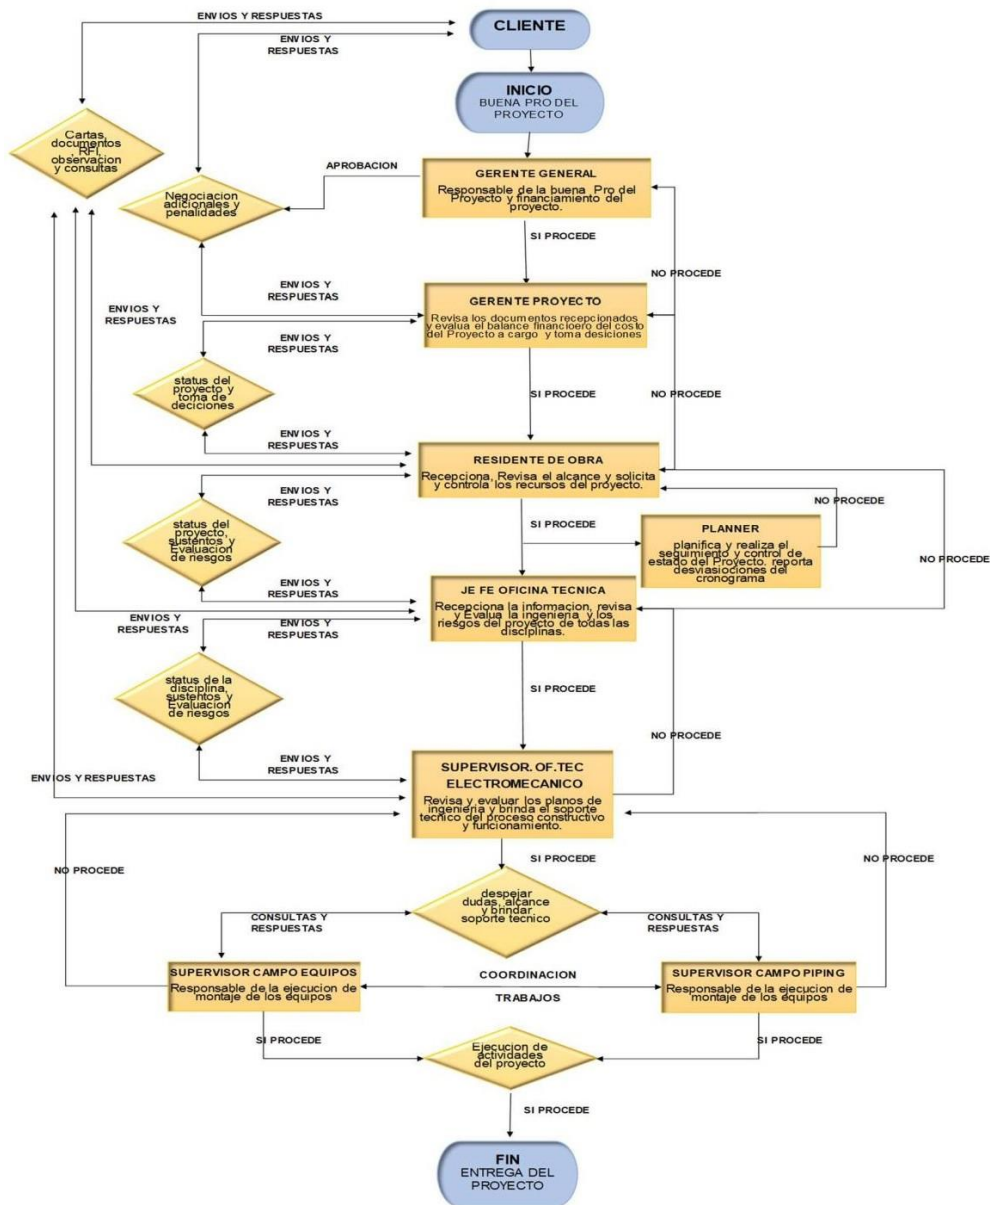 ENVIOS Y RESPUESTAS
CLIENTE
ENVIOS Y
RESPUESTAS
INICIO
BUENA PRO DEL
PROYECTO
Cartas,
documentos
, RFI,
observacion
y consultas
APROBACION
GERENTE GENERAL
Responsable de la buena Pro del
Proyecto y financiamiento del
proyecto.
Negociacion
adicionales y
penalidades
SI PROCEDE
NO PROCEDE
ENVIOS Y
RESPUESTAS
GERENTE PROYECTO
Revisa los documentos recepcionados
y evalua el balance financioero del costo
del Proyecto a cargo y toma desiciones
ENVIOS Y
RESPUESTAS
ENVIOS Y
RESPUESTAS
status del
proyecto y
toma de
deciciones
SI PROCEDE
NO PROCEDE
ENVIOS Y
RESPUESTAS
RESIDENTE DE OBRA
Recepciona, Revisa el alcance y solicita
y controla los recursos del proyecto.
ENVIOS Y
RESPUESTAS
NO PROCEDE
status del
proyecto,
sustentos y
Evaluacion
de riesgos
SI PROCEDE
PLANNER
planifica y realiza el
seguimiento y control de
estado del Proyecto. reporta
desviasiociones del
cronograma
NO PROCEDE
ENVIOS Y
RESPUESTAS
JE FE OFICINA TECNICA
Recepciona la informacion, revisa
y Evalua la ingenieria y los
riesgos del proyecto de todas las
disciplinas.
ENVIOS Y
RESPUESTAS
ENVIOS Y
RESPUESTAS
ENVIOS Y
RESPUESTAS
status de la
disciplina,
sustentos y
Evaluacion
de riesgos
SI PROCEDE
NO PROCEDE
ENVIOS Y
RESPUESTAS
ENVIOS Y RESPUESTAS
SUPERVISOR. OF.TEC
ELECTROMECANICO
Revisa y evaluar los planos de
ingenieria y brinda el soporte
tecnico del proceso constructivo
y funcionamiento.
NO PROCEDE
SI PROCEDE
NO PROCEDE
despejar
dudas, alcance
y brindar
soporte tecnico
CONSULTAS Y
RESPUESTAS
CONSULTAS Y
RESPUESTAS
SUPERVISOR CAMPO EQUIPOS
Responsable de la ejecucion de
montaje de los equipos
COORDINACION
TRABAJOS
SUPERVISOR CAMPO PIPING
Responsable de la ejecucion de
montaje de los equipos
SI PROCEDE
SI PROCEDE
Ejecucion de
actividades
del proyecto
SI PROCEDE
FIN
ENTREGA DEL
PROYECTO